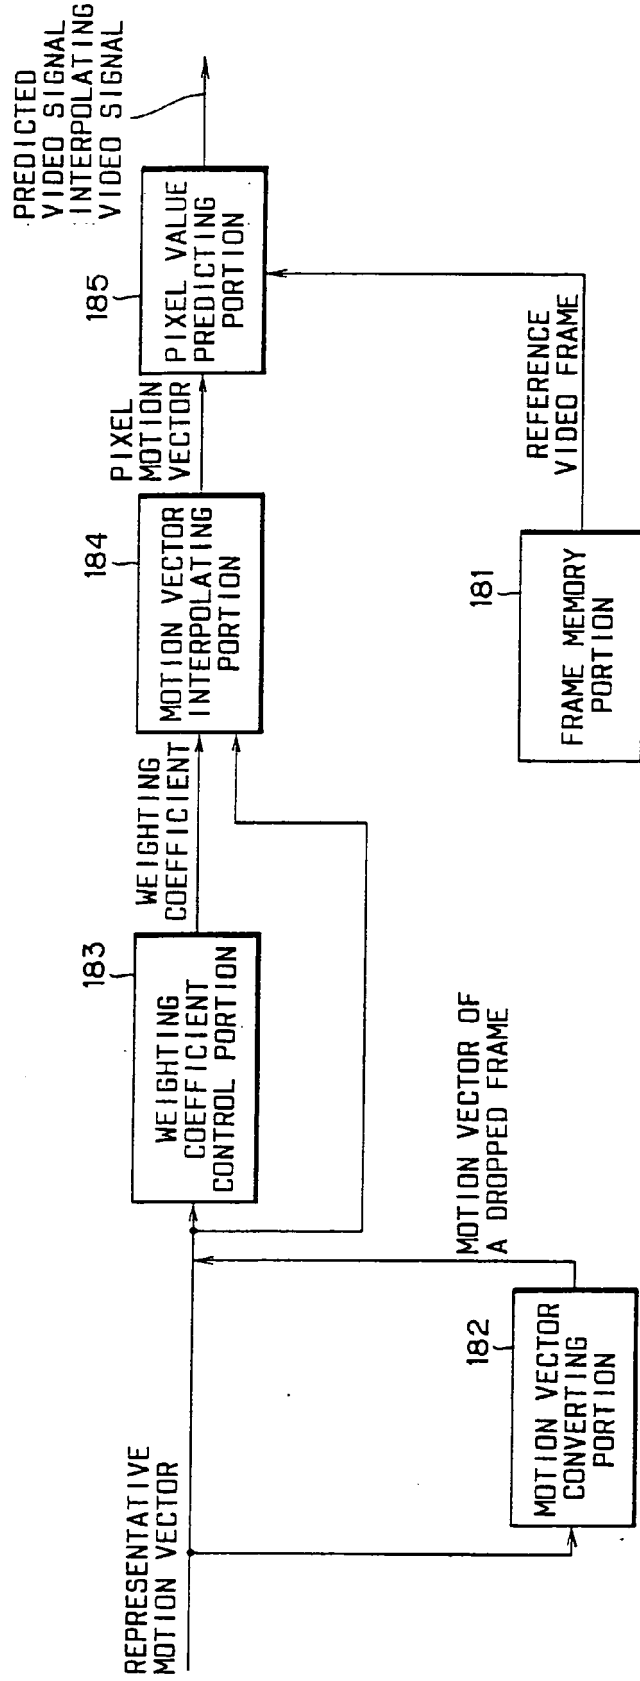 REPRESENTATIVE
MOTION VECTOR
182
MOTION VECTOR
CONVERTING
PORTION
MOTION VECTOR OF
A DROPPED FRAME
183
WEIGHTING
COEFFICIENT
CONTROL PORTION
WEIGHTING
COEFFICIENT
184
MOTION VECTOR
INTERPOLATING
PORTION
PIXEL
MOTION
VECTOR
181
FRAME MEMORY
PORTION
REFERENCE
VIDEO FRAME
185
PIXEL VALUE
PREDICTING
PORTION
PREDICTED
VIDEO SIGNAL
INTERPOLATING
VIDEO SIGNAL